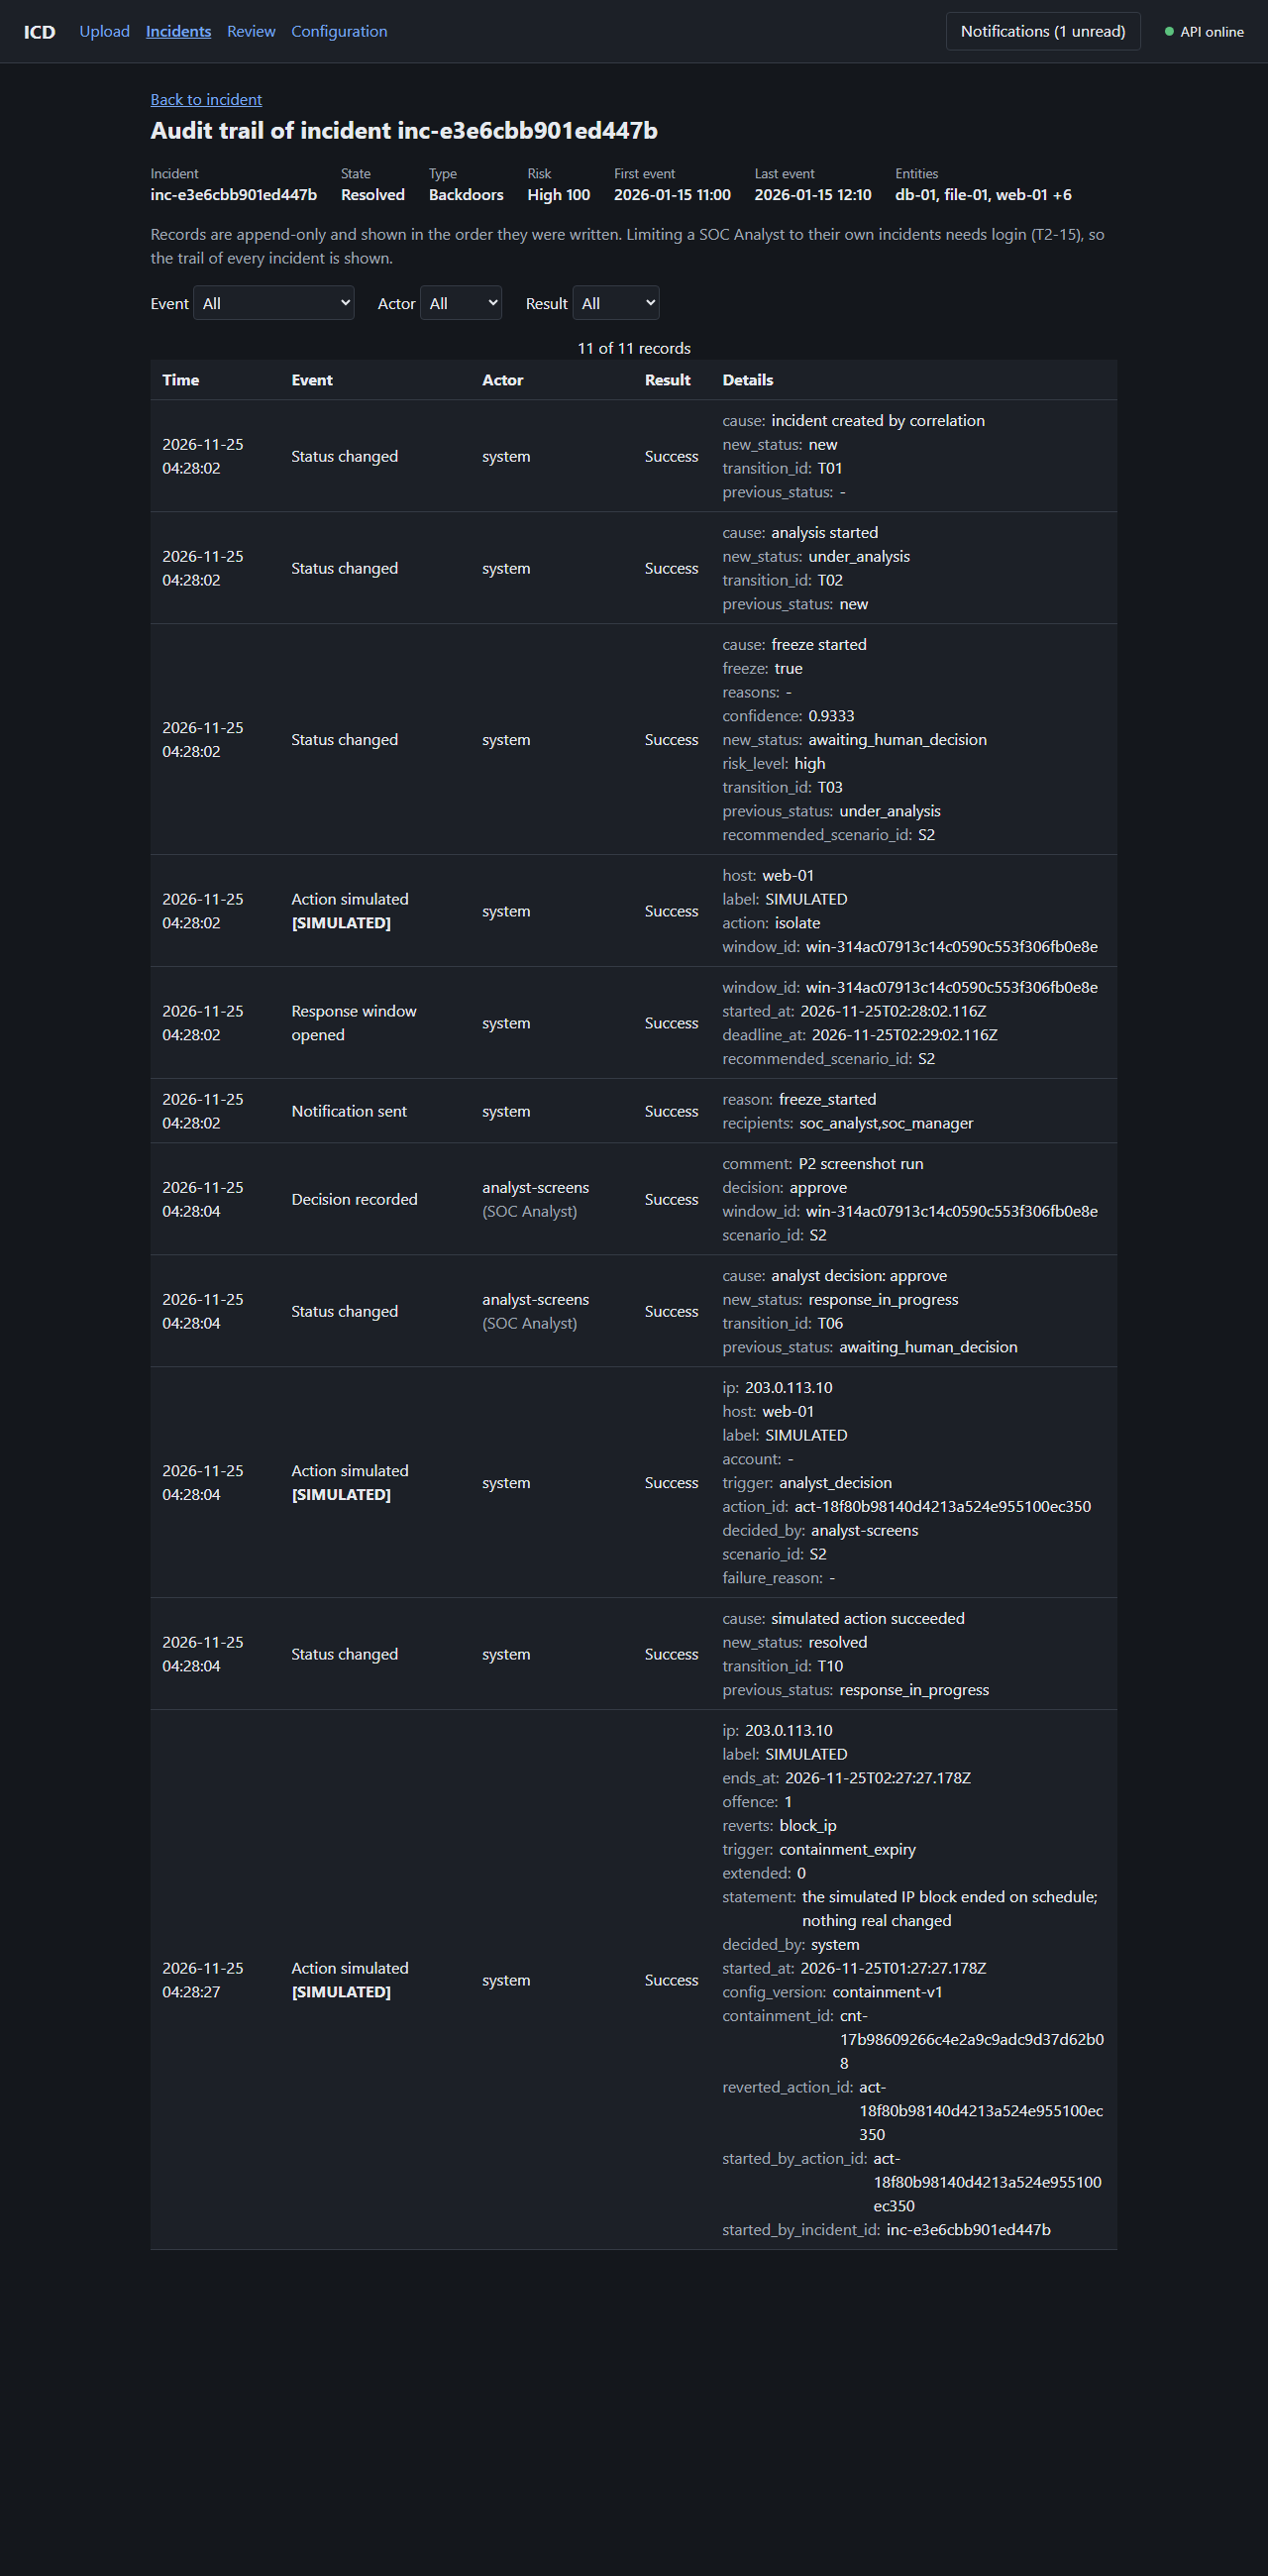 ICD Upload Incidents Review Configuration Notifications (1 unread) API online
Back to incident
Audit trail of incident inc-e3e6cbb901ed447b
Incident State Type Risk First event Last event Entities
inc-e3e6cbb901ed447b Resolved Backdoors High 100 2026-01-15 11:00 2026-01-15 12:10 db-01, file-01, web-01 +6
Records are append-only and shown in the order they were written. Limiting a SOC Analyst to their own incidents needs login (T2-15), so
the trail of every incident is shown.
Event All Actor All Result All
11 of 11 records
Time Event Actor Result Details
2026-11-25
04:28:02
Status changed
system
Success
cause: incident created by correlation
new_status: new
transition_id: T01
previous_status: -
2026-11-25
04:28:02
Status changed
system
Success
cause: analysis started
new_status: under_analysis
transition_id: T02
previous_status: new
2026-11-25
04:28:02
Status changed
system
Success
cause: freeze started
freeze: true
reasons: -
confidence: 0.9333
new_status: awaiting_human_decision
risk_level: high
transition_id: T03
previous_status: under_analysis
recommended_scenario_id: S2
2026-11-25
04:28:02
Action simulated
[SIMULATED]
system
Success
host: web-01
label: SIMULATED
action: isolate
window_id: win-314ac07913c14c0590c553f306fb0e8e
2026-11-25
04:28:02
Response window
opened
system
Success
window_id: win-314ac07913c14c0590c553f306fb0e8e
started_at: 2026-11-25T02:28:02.116Z
deadline_at: 2026-11-25T02:29:02.116Z
recommended_scenario_id: S2
2026-11-25
04:28:02
Notification sent
system
Success
reason: freeze_started
recipients: soc_analyst,soc_manager
2026-11-25
04:28:04
Decision recorded
analyst-screens
(SOC Analyst)
Success
comment: P2 screenshot run
decision: approve
window_id: win-314ac07913c14c0590c553f306fb0e8e
scenario_id: S2
2026-11-25
04:28:04
Status changed
analyst-screens
(SOC Analyst)
Success
cause: analyst decision: approve
new_status: response_in_progress
transition_id: T06
previous_status: awaiting_human_decision
2026-11-25
04:28:04
Action simulated
[SIMULATED]
system
Success
ip: 203.0.113.10
host: web-01
label: SIMULATED
account: -
trigger: analyst_decision
action_id: act-18f80b98140d4213a524e955100ec350
decided_by: analyst-screens
scenario_id: S2
failure_reason: -
2026-11-25
04:28:04
Status changed
system
Success
cause: simulated action succeeded
new_status: resolved
transition_id: T10
previous_status: response_in_progress
2026-11-25
04:28:27
Action simulated
[SIMULATED]
system
Success
ip: 203.0.113.10
label: SIMULATED
ends_at: 2026-11-25T02:27:27.178Z
offence: 1
reverts: block_ip
trigger: containment_expiry
extended: 0
statement: the simulated IP block ended on schedule;
nothing real changed
decided_by: system
started_at: 2026-11-25T01:27:27.178Z
config_version: containment-v1
containment_id: cnt-
17b98609266c4e2a9c9adc9d37d62b0
8
reverted_action_id: act-
18f80b98140d4213a524e955100ec
350
started_by_action_id: act-
18f80b98140d4213a524e955100
ec350
started_by_incident_id: inc-e3e6cbb901ed447b